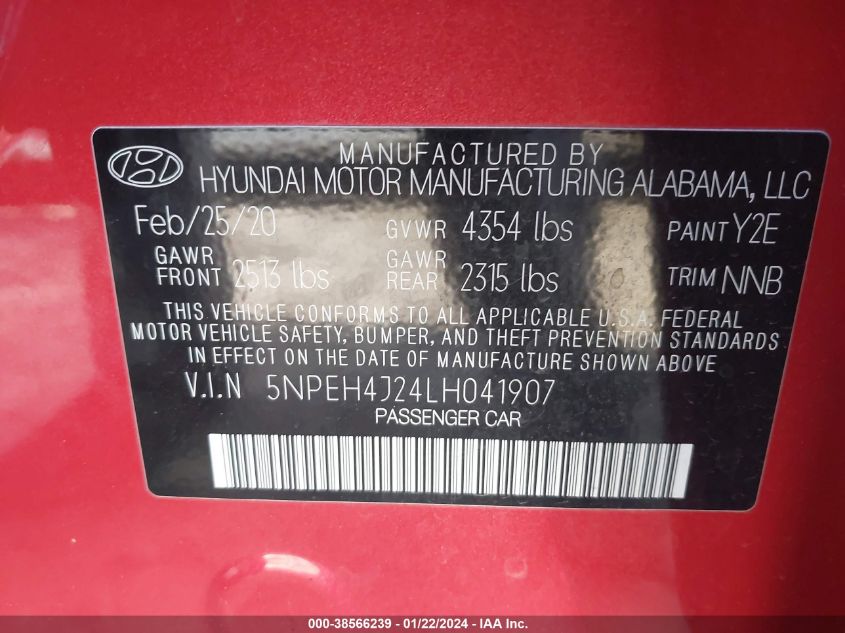 MANUFACTURED BY
HYUNDAI MOTOR MANUFACTURING ALABAMA, LLC
Feb/25/20 GVWR 4354 lbs PAINT Y2E
GAWR FRONT 2513 lbs GAWR REAR 2315 lbs TRIM NNB
THIS VEHICLE CONFORMS TO ALL APPLICABLE U.S.A. FEDERAL
MOTOR VEHICLE SAFETY, BUMPER, AND THEFT PREVENTION STANDARDS
IN EFFECT ON THE DATE OF MANUFACTURE SHOWN ABOVE.
V.I.N 5NPEH4J24LH041907
PASSENGER CAR
000-38566239 - 01/22/2024 - IAA Inc.